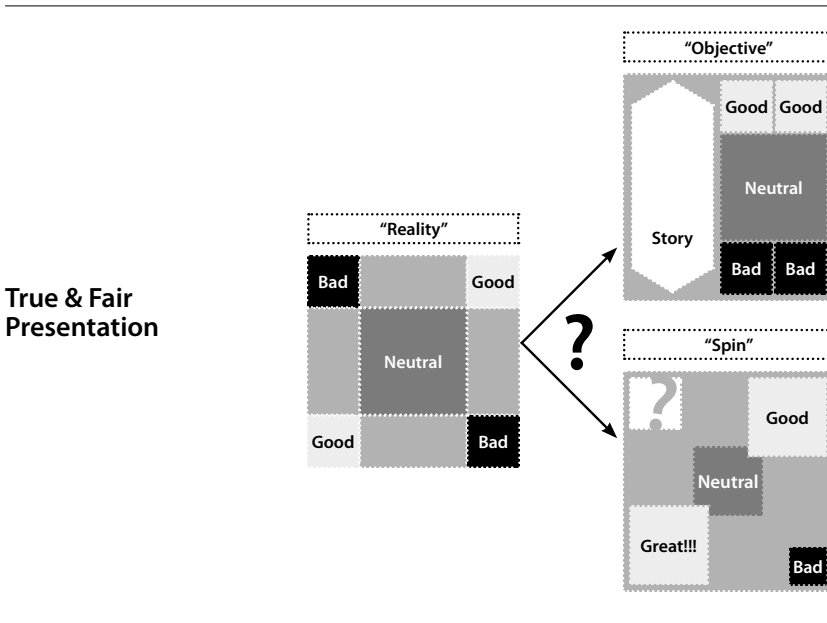 True & Fair
Presentation
“Reality”
Bad
Good
Neutral
Good
Bad
?
“Objective”
Story
Good
Good
Neutral
Bad
Bad
“Spin”
?
Good
Neutral
Great!!!
Bad